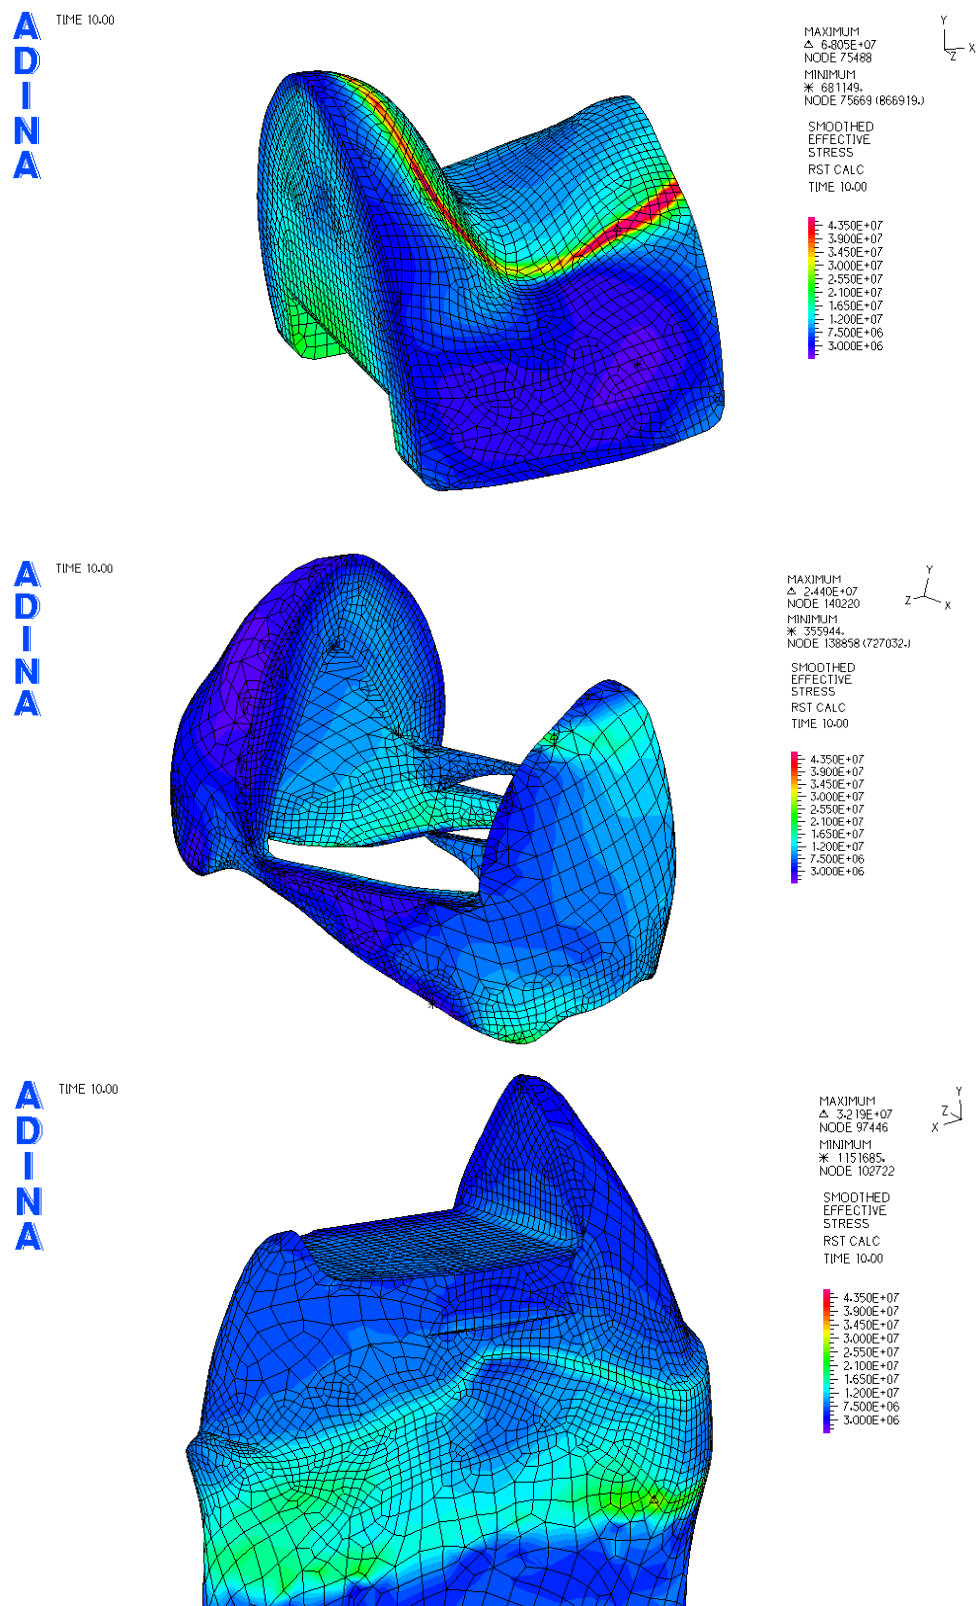 ADINA
TIME 10.00
MAXIMUM
Δ 6.805E+07
NODE 75488
MINIMUM
* 681149.
NODE 75669 (866919.)
Y
X
Z
SMOOTHED
EFFECTIVE
STRESS
RST CALC
TIME 10.00
4.350E+07
3.900E+07
3.450E+07
3.000E+07
2.550E+07
2.100E+07
1.650E+07
1.200E+07
7.500E+06
3.000E+06
ADINA
TIME 10.00
MAXIMUM
Δ 2.440E+07
NODE 140220
MINIMUM
* 355944.
NODE 138858 (727032.)
Y
Z
X
SMOOTHED
EFFECTIVE
STRESS
RST CALC
TIME 10.00
4.350E+07
3.900E+07
3.450E+07
3.000E+07
2.550E+07
2.100E+07
1.650E+07
1.200E+07
7.500E+06
3.000E+06
ADINA
TIME 10.00
MAXIMUM
Δ 3.219E+07
NODE 97446
MINIMUM
* 1151685.
NODE 102722
Y
Z
X
SMOOTHED
EFFECTIVE
STRESS
RST CALC
TIME 10.00
4.350E+07
3.900E+07
3.450E+07
3.000E+07
2.550E+07
2.100E+07
1.650E+07
1.200E+07
7.500E+06
3.000E+06